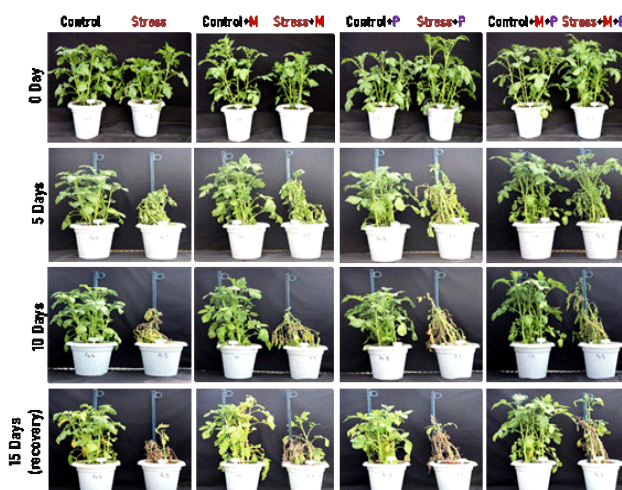 Control Stress Control+M Stress+M Control+P Stress+P Control+M+P Stress+M+P
0 Day
5 Days
10 Days
15 Days
(recovery)